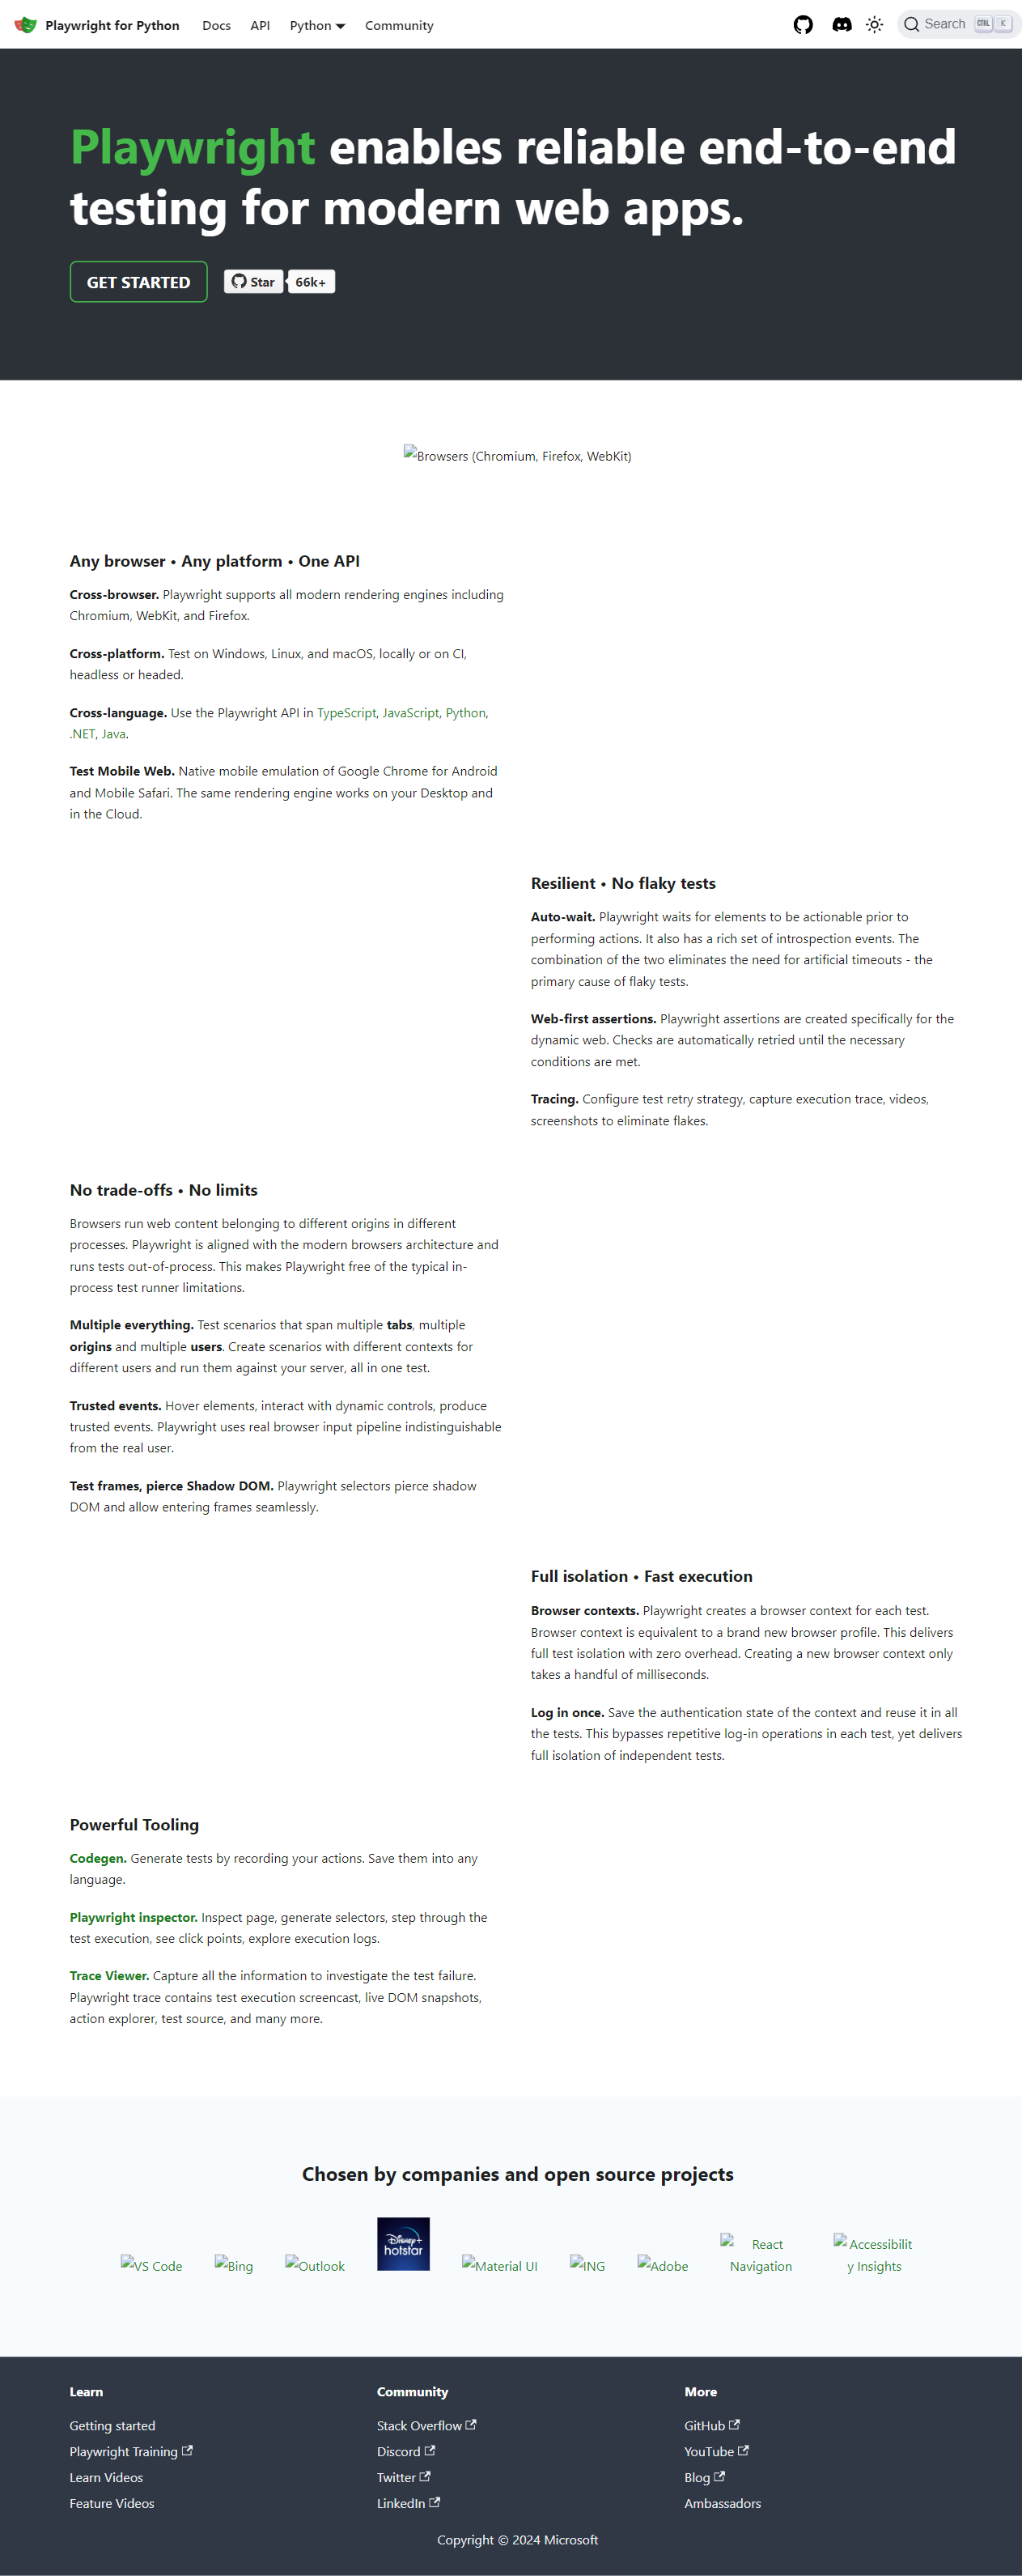 Playwright for Python Docs API Python Community Search CTRL K
Playwright enables reliable end-to-end
testing for modern web apps.
GET STARTED Star 66k+
Browsers (Chromium, Firefox, WebKit)
Any browser • Any platform • One API
Cross-browser. Playwright supports all modern rendering engines including
Chromium, WebKit, and Firefox.
Cross-platform. Test on Windows, Linux, and macOS, locally or on CI,
headless or headed.
Cross-language. Use the Playwright API in TypeScript, JavaScript, Python,
.NET, Java.
Test Mobile Web. Native mobile emulation of Google Chrome for Android
and Mobile Safari. The same rendering engine works on your Desktop and
in the Cloud.
Resilient • No flaky tests
Auto-wait. Playwright waits for elements to be actionable prior to
performing actions. It also has a rich set of introspection events. The
combination of the two eliminates the need for artificial timeouts - the
primary cause of flaky tests.
Web-first assertions. Playwright assertions are created specifically for the
dynamic web. Checks are automatically retried until the necessary
conditions are met.
Tracing. Configure test retry strategy, capture execution trace, videos,
screenshots to eliminate flakes.
No trade-offs • No limits
Browsers run web content belonging to different origins in different
processes. Playwright is aligned with the modern browsers architecture and
runs tests out-of-process. This makes Playwright free of the typical in-
process test runner limitations.
Multiple everything. Test scenarios that span multiple tabs, multiple
origins and multiple users. Create scenarios with different contexts for
different users and run them against your server, all in one test.
Trusted events. Hover elements, interact with dynamic controls, produce
trusted events. Playwright uses real browser input pipeline indistinguishable
from the real user.
Test frames, pierce Shadow DOM. Playwright selectors pierce shadow
DOM and allow entering frames seamlessly.
Full isolation • Fast execution
Browser contexts. Playwright creates a browser context for each test.
Browser context is equivalent to a brand new browser profile. This delivers
full test isolation with zero overhead. Creating a new browser context only
takes a handful of milliseconds.
Log in once. Save the authentication state of the context and reuse it in all
the tests. This bypasses repetitive log-in operations in each test, yet delivers
full isolation of independent tests.
Powerful Tooling
Codegen. Generate tests by recording your actions. Save them into any
language.
Playwright inspector. Inspect page, generate selectors, step through the
test execution, see click points, explore execution logs.
Trace Viewer. Capture all the information to investigate the test failure.
Playwright trace contains test execution screencast, live DOM snapshots,
action explorer, test source, and many more.
Chosen by companies and open source projects
Disney+
hotstar
React Accessibilit
VS Code Bing Outlook Material UI ING Adobe Navigation y Insights
Learn Community More
Getting started Stack Overflow GitHub
Playwright Training Discord YouTube
Learn Videos Twitter Blog
Feature Videos LinkedIn Ambassadors
Copyright © 2024 Microsoft